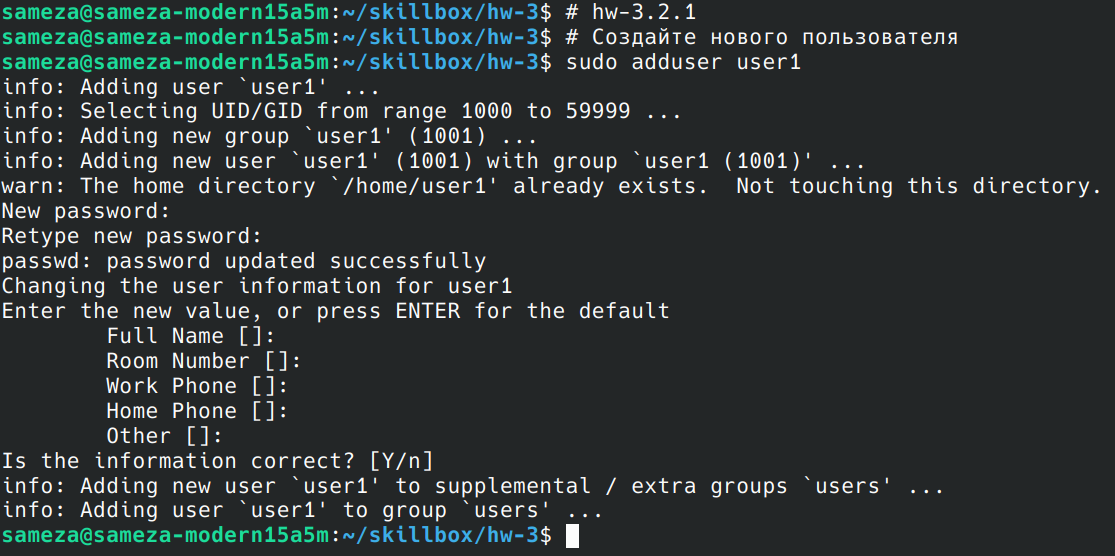 sameza@sameza-modern15a5m:~/skillbox/hw-3$ # hw-3.2.1
sameza@sameza-modern15a5m:~/skillbox/hw-3$ # Создайте нового пользователя
sameza@sameza-modern15a5m:~/skillbox/hw-3$ sudo adduser user1
info: Adding user `user1' ...
info: Selecting UID/GID from range 1000 to 59999 ...
info: Adding new group `user1' (1001) ...
info: Adding new user `user1' (1001) with group `user1 (1001)' ...
warn: The home directory `/home/user1' already exists.  Not touching this directory.
New password:
Retype new password:
passwd: password updated successfully
Changing the user information for user1
Enter the new value, or press ENTER for the default
        Full Name []:
        Room Number []:
        Work Phone []:
        Home Phone []:
        Other []:
Is the information correct? [Y/n]
info: Adding new user `user1' to supplemental / extra groups `users' ...
info: Adding user `user1' to group `users' ...
sameza@sameza-modern15a5m:~/skillbox/hw-3$